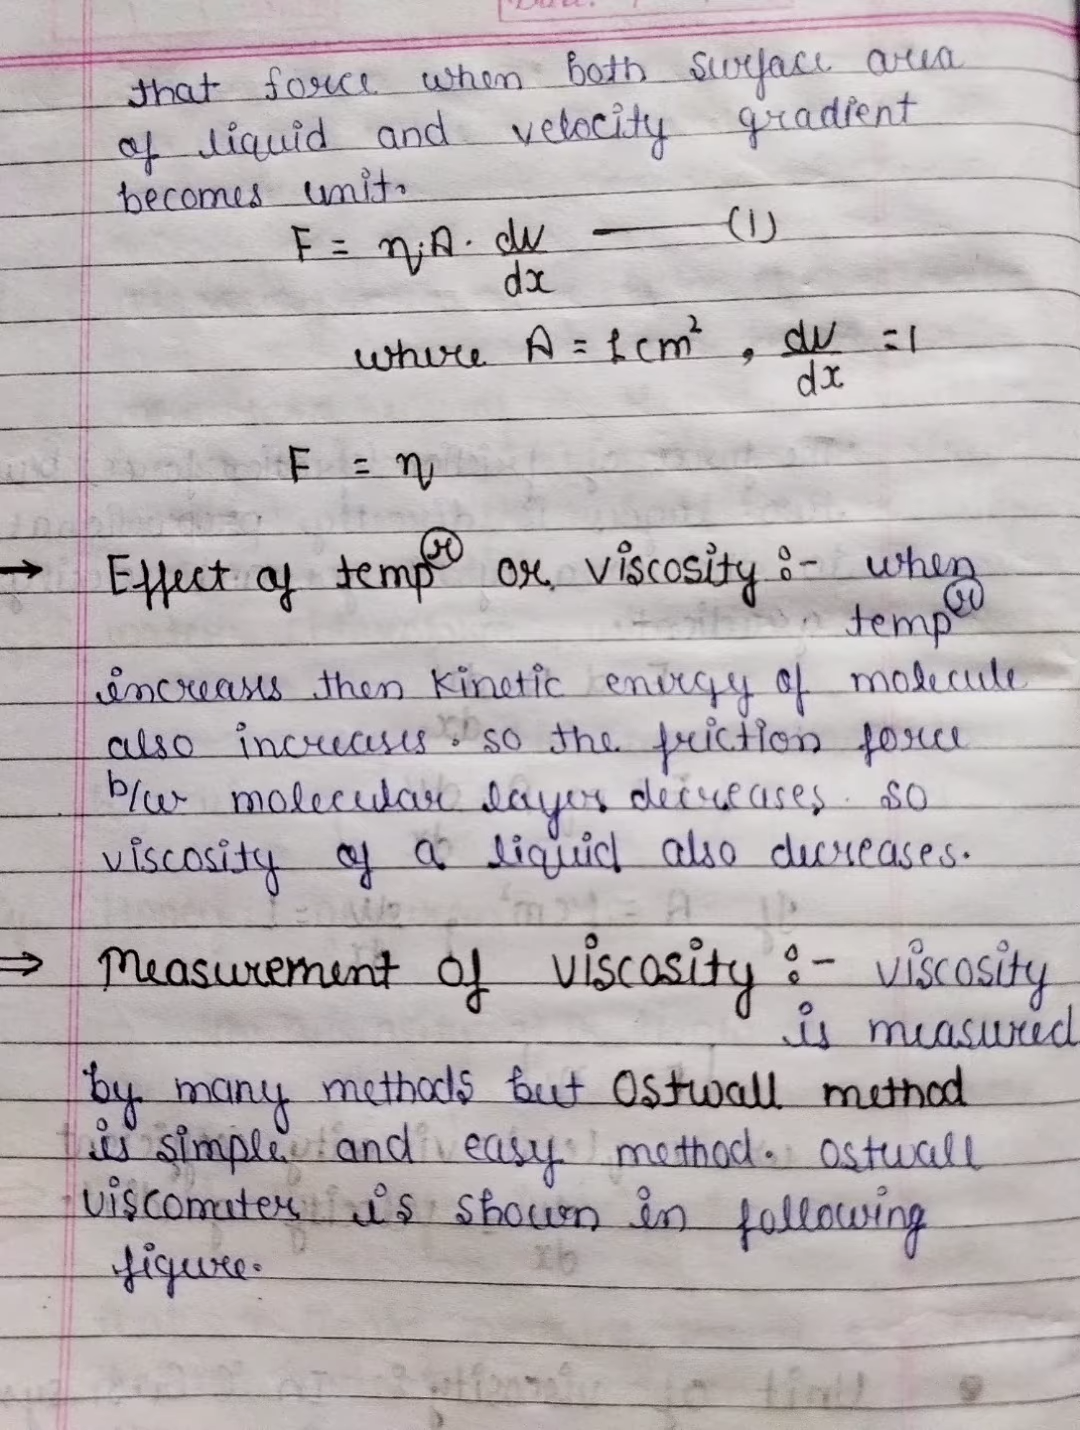 that force when both surface area
of liquid and velocity gradient
becomes unit.
F = η.A. dv/dx —— (1)
where A = 1 cm², dv/dx = 1
F = η
→ Effect of temp(r) or viscosity :- when
temp(r)
increases then kinetic energy of molecule
also increases. so the friction force
b/w molecular layer decreases. so
viscosity of a liquid also decreases.
⇒ Measurement of viscosity :- viscosity
is measured
by many methods but Ostwall method
is simple and easy method. Ostwall
viscometer is shown in following
figure.